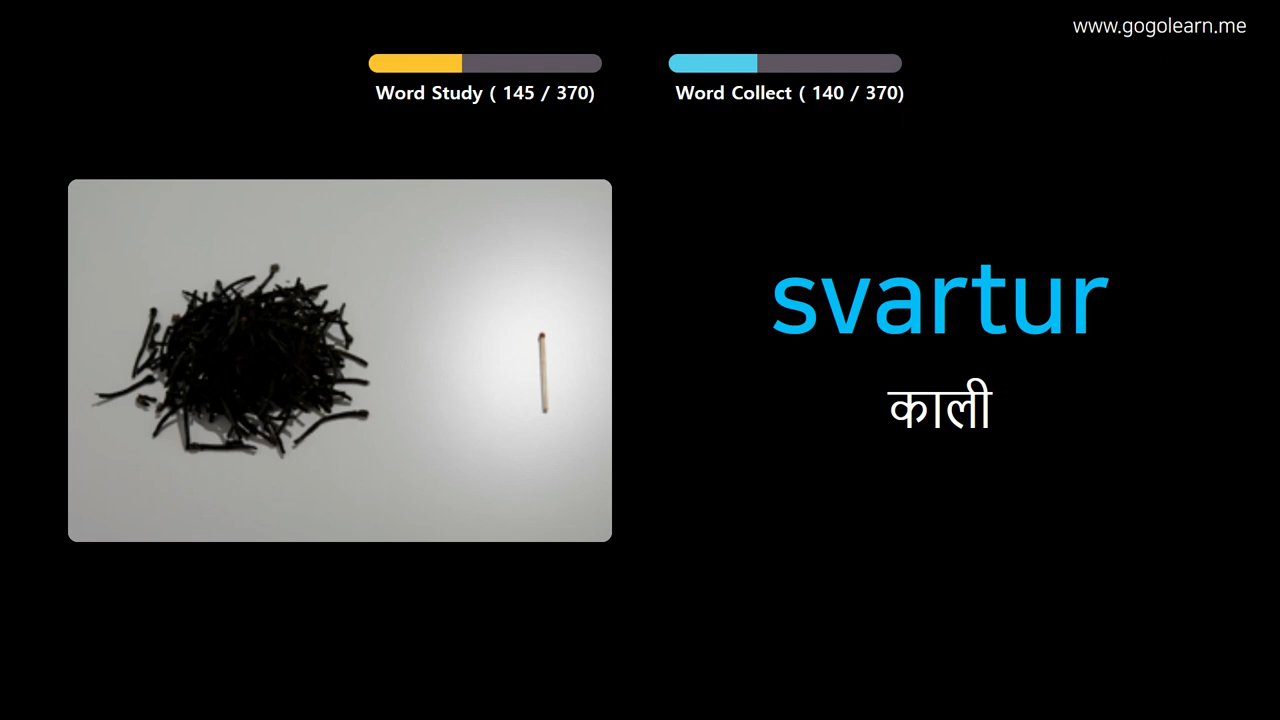 www.gogolearn.me
Word Study ( 145 / 370)
Word Collect ( 140 / 370)
svartur
काली